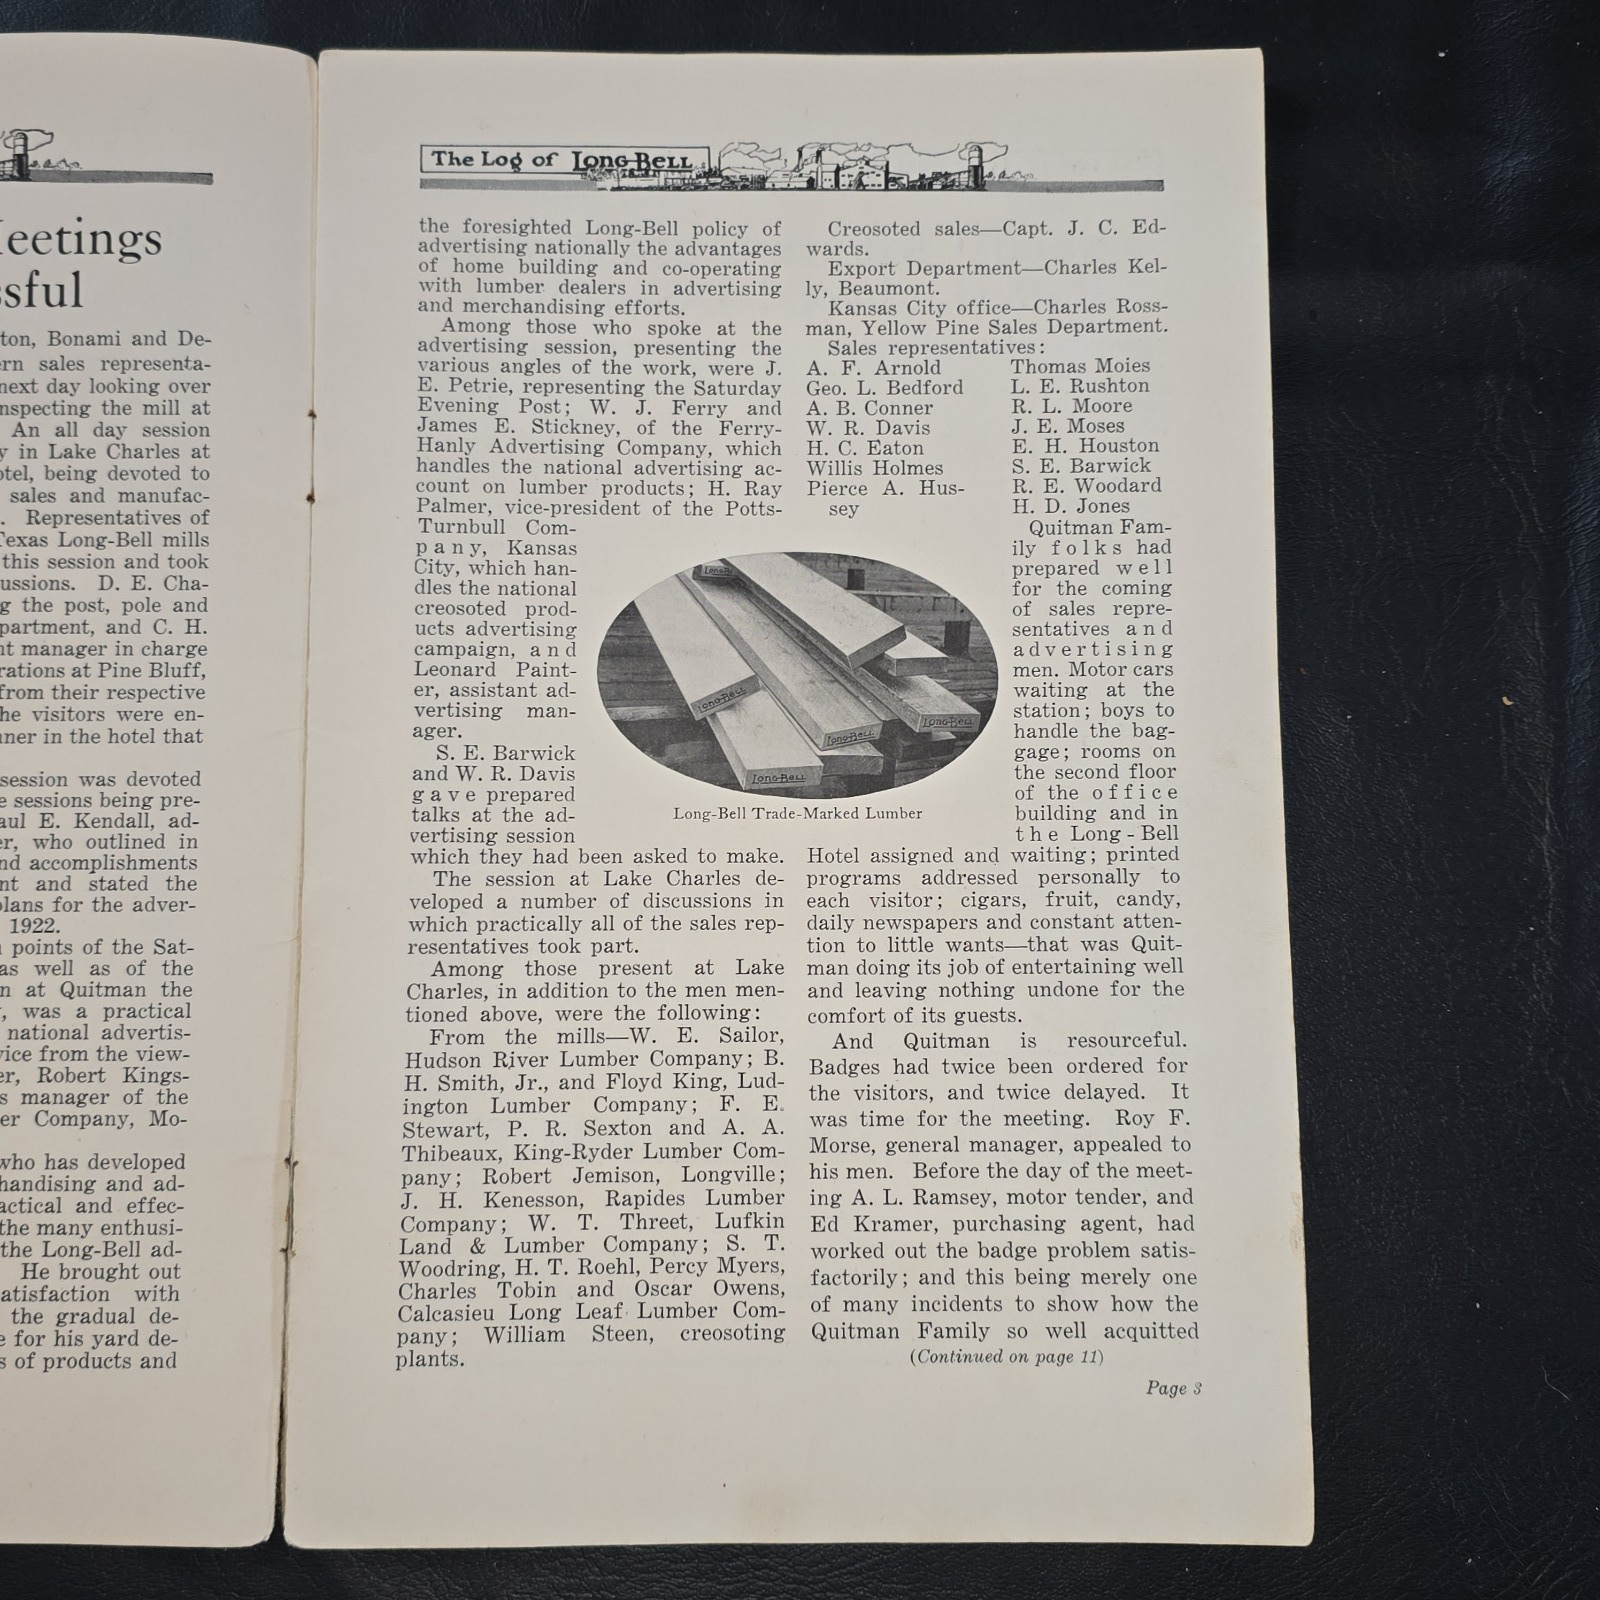 eetings
ssful
ton, Bonami and De-
ern sales representa-
next day looking over
nspecting the mill at
An all day session
y in Lake Charles at
otel, being devoted to
sales and manufac-
. Representatives of
Texas Long-Bell mills
this session and took
ussions. D. E. Cha-
g the post, pole and
partment, and C. H.
nt manager in charge
rations at Pine Bluff,
from their respective
he visitors were en-
nner in the hotel that
session was devoted
e sessions being pre-
aul E. Kendall, ad-
er, who outlined in
nd accomplishments
nt and stated the
plans for the adver-
1922.
n points of the Sat-
as well as of the
n at Quitman the
, was a practical
national advertis-
vice from the view-
er, Robert Kings-
s manager of the
er Company, Mo-
who has developed
handising and ad-
actical and effec-
the many enthusi-
the Long-Bell ad-
He brought out
atisfaction with
the gradual de-
e for his yard de-
s of products and
The Log of Long-Bell
the foresighted Long-Bell policy of
advertising nationally the advantages
of home building and co-operating
with lumber dealers in advertising
and merchandising efforts.
Among those who spoke at the
advertising session, presenting the
various angles of the work, were J.
E. Petrie, representing the Saturday
Evening Post; W. J. Ferry and
James E. Stickney, of the Ferry-
Hanly Advertising Company, which
handles the national advertising ac-
count on lumber products; H. Ray
Palmer, vice-president of the Potts-
Turnbull Com-
pany, Kansas
City, which han-
dles the national
creosoted prod-
ucts advertising
campaign, and
Leonard Paint-
er, assistant ad-
vertising man-
ager.
S. E. Barwick
and W. R. Davis
gave prepared
talks at the ad-
vertising session
which they had been asked to make.
The session at Lake Charles de-
veloped a number of discussions in
which practically all of the sales rep-
resentatives took part.
Among those present at Lake
Charles, in addition to the men men-
tioned above, were the following:
From the mills—W. E. Sailor,
Hudson River Lumber Company; B.
H. Smith, Jr., and Floyd King, Lud-
ington Lumber Company; F. E.
Stewart, P. R. Sexton and A. A.
Thibeaux, King-Ryder Lumber Com-
pany; Robert Jemison, Longville;
J. H. Kenesson, Rapides Lumber
Company; W. T. Threet, Lufkin
Land & Lumber Company; S. T.
Woodring, H. T. Roehl, Percy Myers,
Charles Tobin and Oscar Owens,
Calcasieu Long Leaf Lumber Com-
pany; William Steen, creosoting
plants.
Long-Bell
Long-Bell
Long-Bell
Long-Bell
Long-Bell
Long-Bell Trade-Marked Lumber
Creosoted sales—Capt. J. C. Ed-
wards.
Export Department—Charles Kel-
ly, Beaumont.
Kansas City office—Charles Ross-
man, Yellow Pine Sales Department.
Sales representatives:
A. F. Arnold
Geo. L. Bedford
A. B. Conner
W. R. Davis
H. C. Eaton
Willis Holmes
Pierce A. Hus-
sey
Thomas Moies
L. E. Rushton
R. L. Moore
J. E. Moses
E. H. Houston
S. E. Barwick
R. E. Woodard
H. D. Jones
Quitman Fam-
ily folks had
prepared well
for the coming
of sales repre-
sentatives and
advertising
men. Motor cars
waiting at the
station; boys to
handle the bag-
gage; rooms on
the second floor
of the office
building and in
the Long-Bell
Hotel assigned and waiting; printed
programs addressed personally to
each visitor; cigars, fruit, candy,
daily newspapers and constant atten-
tion to little wants—that was Quit-
man doing its job of entertaining well
and leaving nothing undone for the
comfort of its guests.
And Quitman is resourceful.
Badges had twice been ordered for
the visitors, and twice delayed. It
was time for the meeting. Roy F.
Morse, general manager, appealed to
his men. Before the day of the meet-
ing A. L. Ramsey, motor tender, and
Ed Kramer, purchasing agent, had
worked out the badge problem satis-
factorily; and this being merely one
of many incidents to show how the
Quitman Family so well acquitted
(Continued on page 11)
Page 3